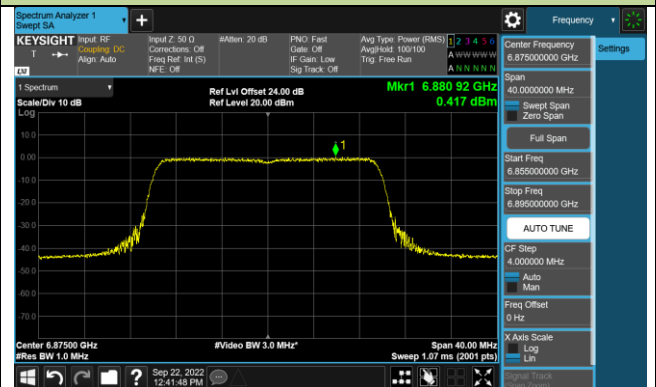 Spectrum Analyzer 1
Swept SA
Frequency
KEYSIGHT
Input: RF
Coupling: DC
Align: Auto
Input Z: 50 Ω
Corrections: Off
Freq Ref: Int (S)
NFE: Off
#Atten: 20 dB
PNO: Fast
Gate: Off
IF Gain: Low
Sig Track: Off
Avg Type: Power (RMS)
Avg|Hold: 100/100
Trig: Free Run
1 2 3 4 5 6
A W W W W W
A N N N N N
T
LXI
1 Spectrum
Scale/Div 10 dB
Log
Ref Lvl Offset 24.00 dB
Ref Level 20.00 dBm
Mkr1 6.880 92 GHz
0.417 dBm
1
10.0
0.00
-10.0
-20.0
-30.0
-40.0
-50.0
-60.0
-70.0
Center 6.87500 GHz
#Res BW 1.0 MHz
#Video BW 3.0 MHz*
Span 40.00 MHz
Sweep 1.07 ms (2001 pts)
Sep 22, 2022
12:41:48 PM
Center Frequency
6.875000000 GHz
Settings
Span
40.0000000 MHz
Swept Span
Zero Span
Full Span
Start Freq
6.855000000 GHz
Stop Freq
6.895000000 GHz
AUTO TUNE
CF Step
4.000000 MHz
Auto
Man
Freq Offset
0 Hz
X Axis Scale
Log
Lin
Signal Track